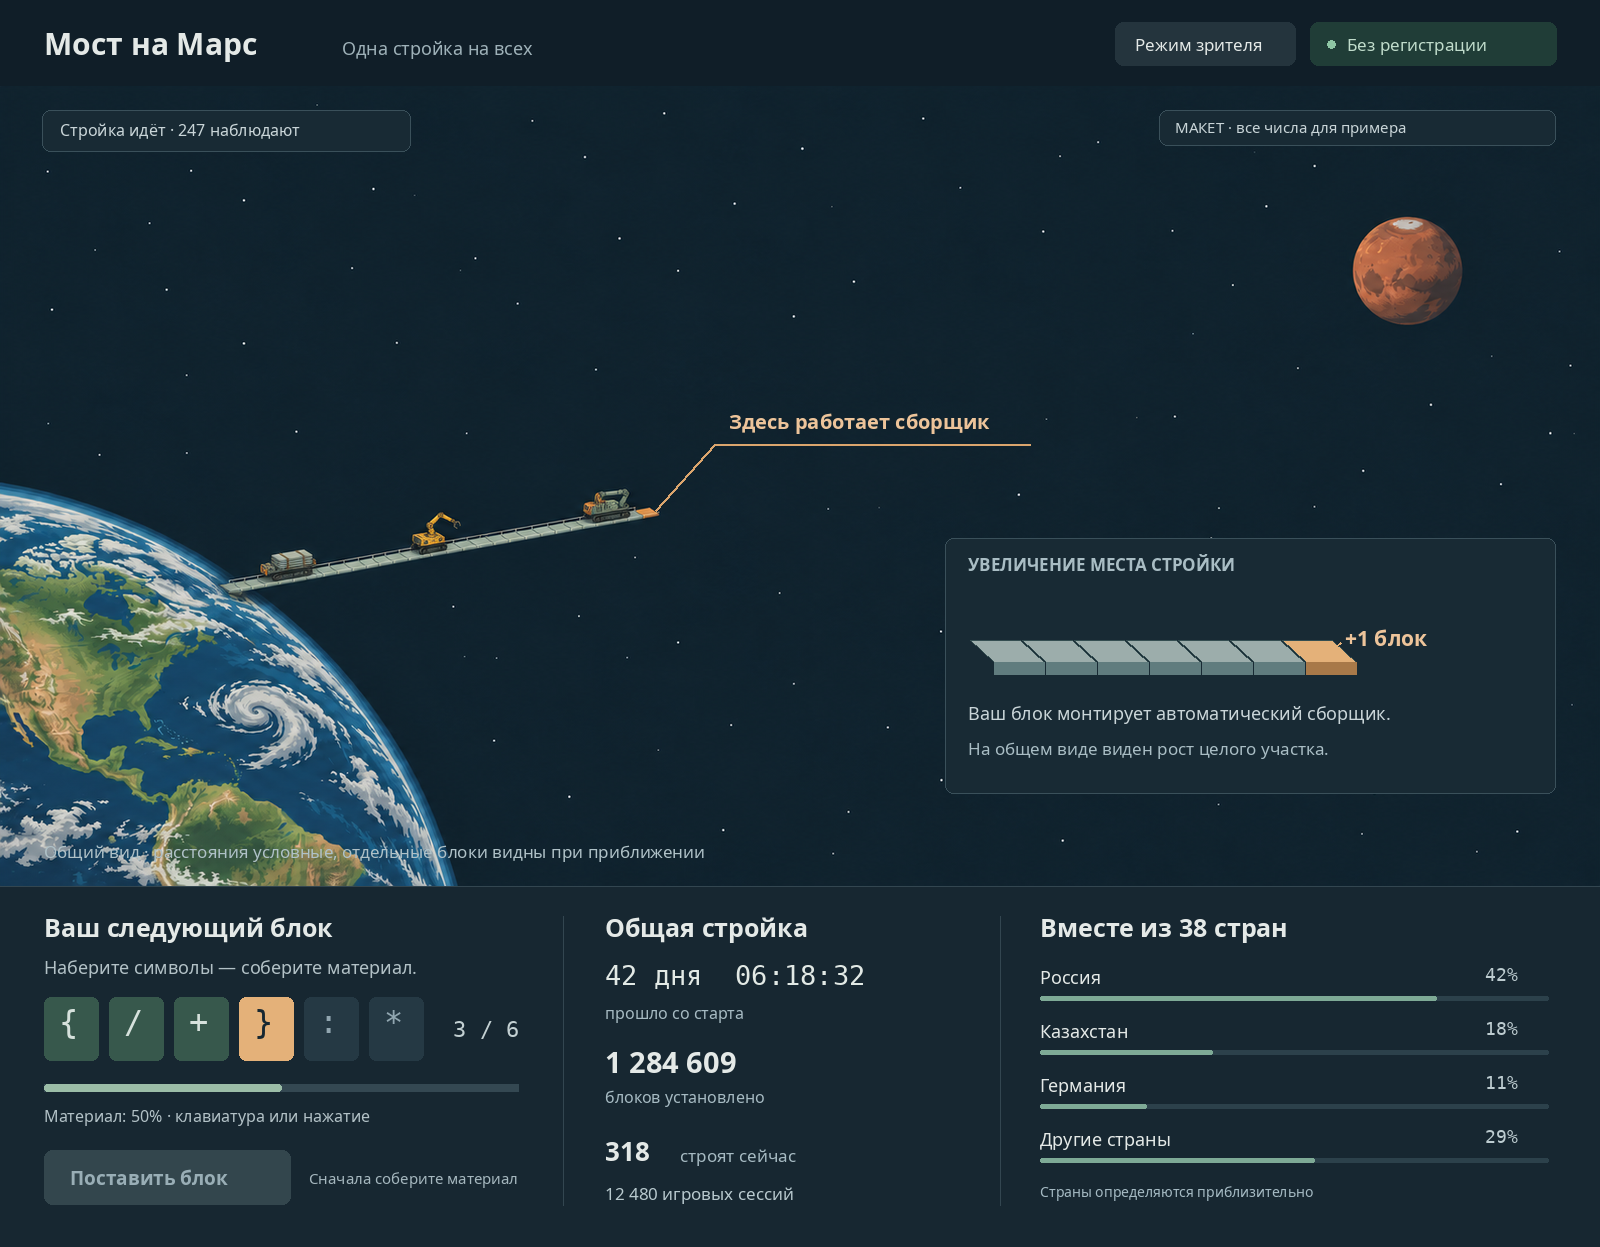 Мост на Марс
Одна стройка на всех
Режим зрителя
Без регистрации
Стройка идёт · 247 наблюдают
МАКЕТ · все числа для примера
Здесь работает сборщик
УВЕЛИЧЕНИЕ МЕСТА СТРОЙКИ
+1 блок
Ваш блок монтирует автоматический сборщик.
На общем виде виден рост целого участка.
Общий вид · расстояния условные, отдельные блоки видны при приближении
Ваш следующий блок
Наберите символы — соберите материал.
{ / + } : *
3 / 6
Материал: 50% · клавиатура или нажатие
Поставить блок
Сначала соберите материал
Общая стройка
42 дня 06:18:32
прошло со старта
1 284 609
блоков установлено
318 строят сейчас
12 480 игровых сессий
Вместе из 38 стран
Россия 42%
Казахстан 18%
Германия 11%
Другие страны 29%
Страны определяются приблизительно